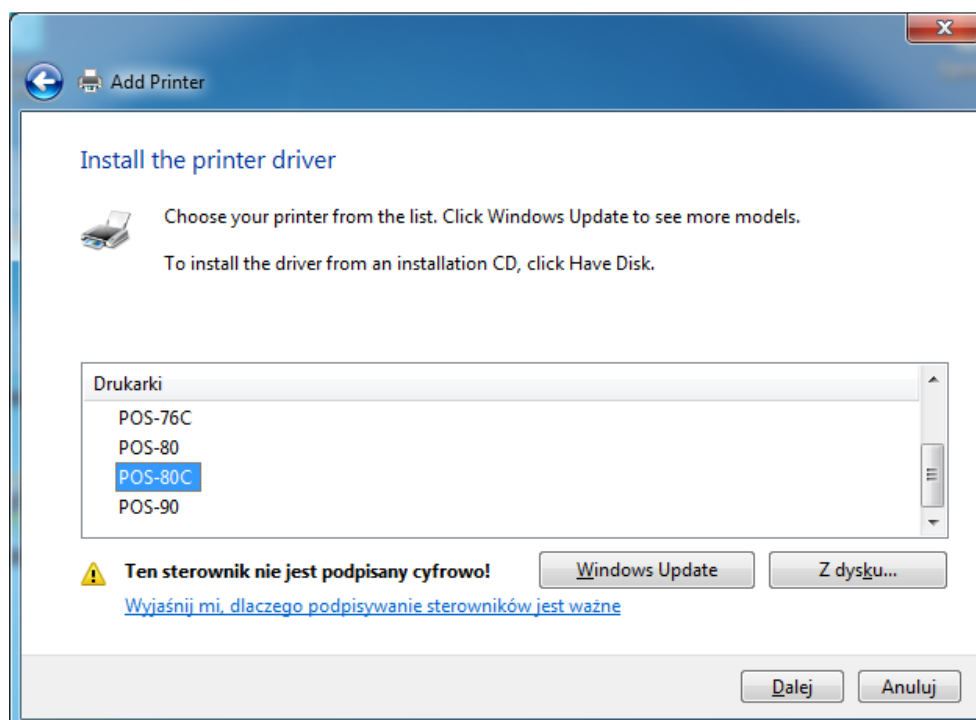 Add Printer
Install the printer driver
Choose your printer from the list. Click Windows Update to see more models.
To install the driver from an installation CD, click Have Disk.
Drukarki
POS-76C
POS-80
POS-80C
POS-90
Ten sterownik nie jest podpisany cyfrowo!
Windows Update
Z dysku...
Wyjaśnij mi, dlaczego podpisywanie sterowników jest ważne
Dalej
Anuluj